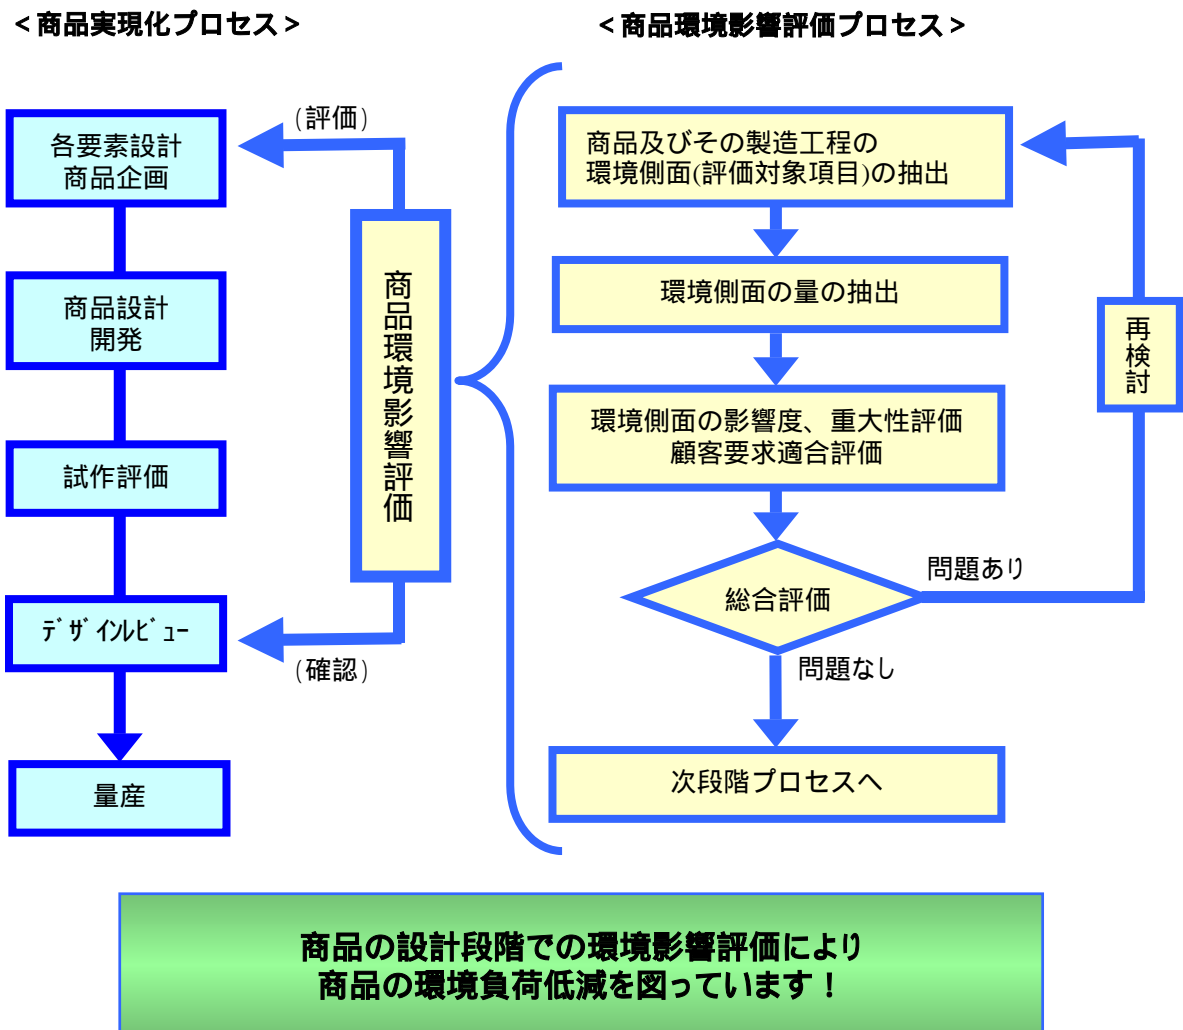 <商品実現化プロセス>
<商品環境影響評価プロセス>
各要素設計
商品企画
商品設計
開発
試作評価
ﾃﾞｻﾞｲﾝﾚﾋﾞｭｰ
量産
(評価)
商品環境影響評価
(確認)
商品及びその製造工程の
環境側面(評価対象項目)の抽出
環境側面の量の抽出
環境側面の影響度、重大性評価
顧客要求適合評価
総合評価
問題あり
再検討
問題なし
次段階プロセスへ
商品の設計段階での環境影響評価により
商品の環境負荷低減を図っています！